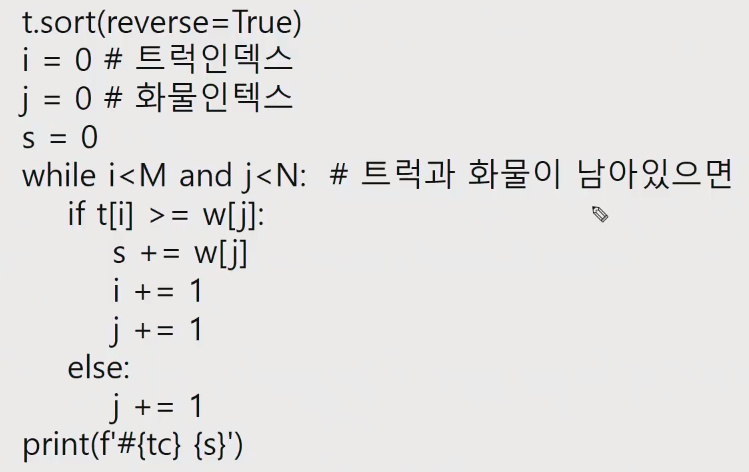 t.sort(reverse=True)
i = 0 # 트럭인덱스
j = 0 # 화물인텍스
s = 0
while i<M and j<N:  # 트럭과 화물이 남아있으면
    if t[i] >= w[j]:
        s += w[j]
        i += 1
        j += 1
    else:
        j += 1
print(f'#{tc} {s}')